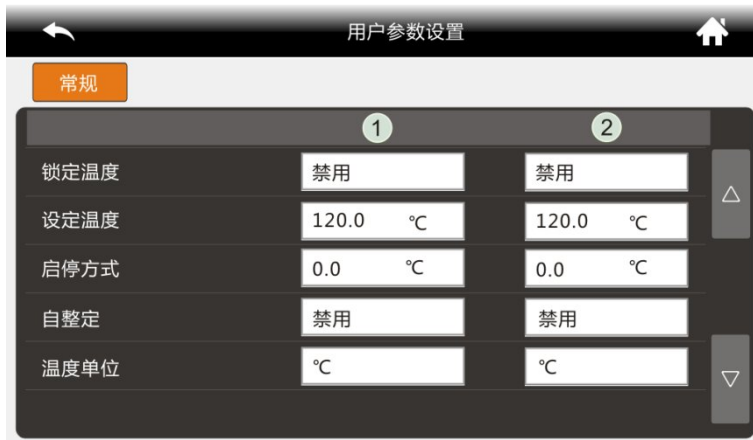 用户参数设置
常规
1 2
锁定温度 禁用 禁用
设定温度 120.0 ℃ 120.0 ℃
启停方式 0.0 ℃ 0.0 ℃
自整定 禁用 禁用
温度单位 ℃ ℃